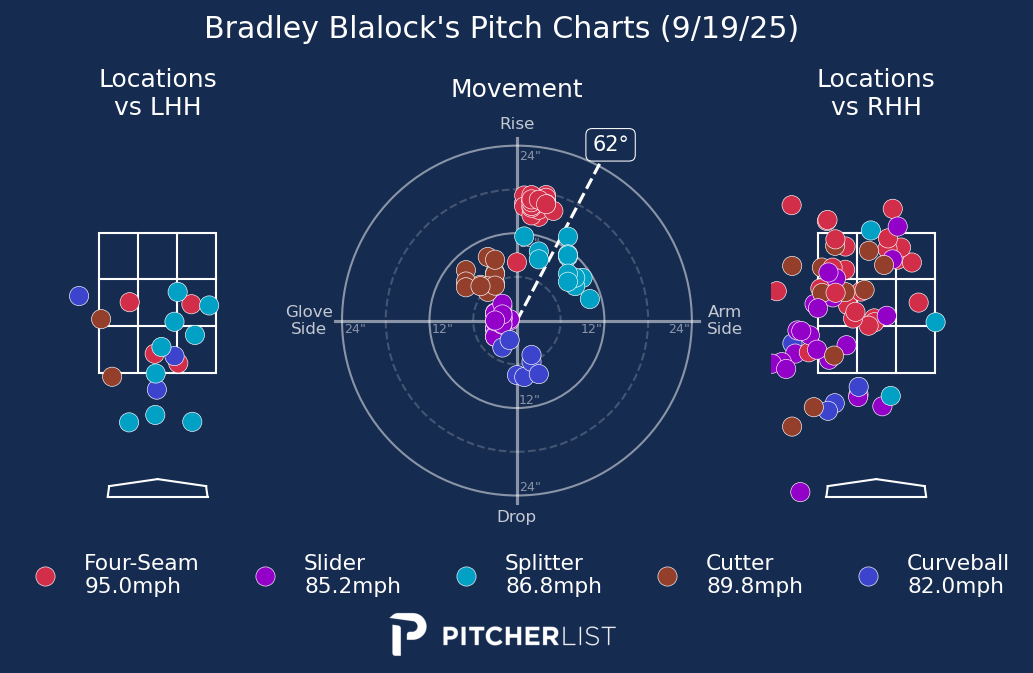 Bradley Blalock's Pitch Charts (9/19/25)
Locations
vs LHH
Movement
Locations
vs RHH
Rise
62°
24"
Glove
Side
24"
12"
12"
24"
Arm
Side
12"
24"
Drop
Four-Seam
95.0mph
Slider
85.2mph
Splitter
86.8mph
Cutter
89.8mph
Curveball
82.0mph
PITCHERLIST